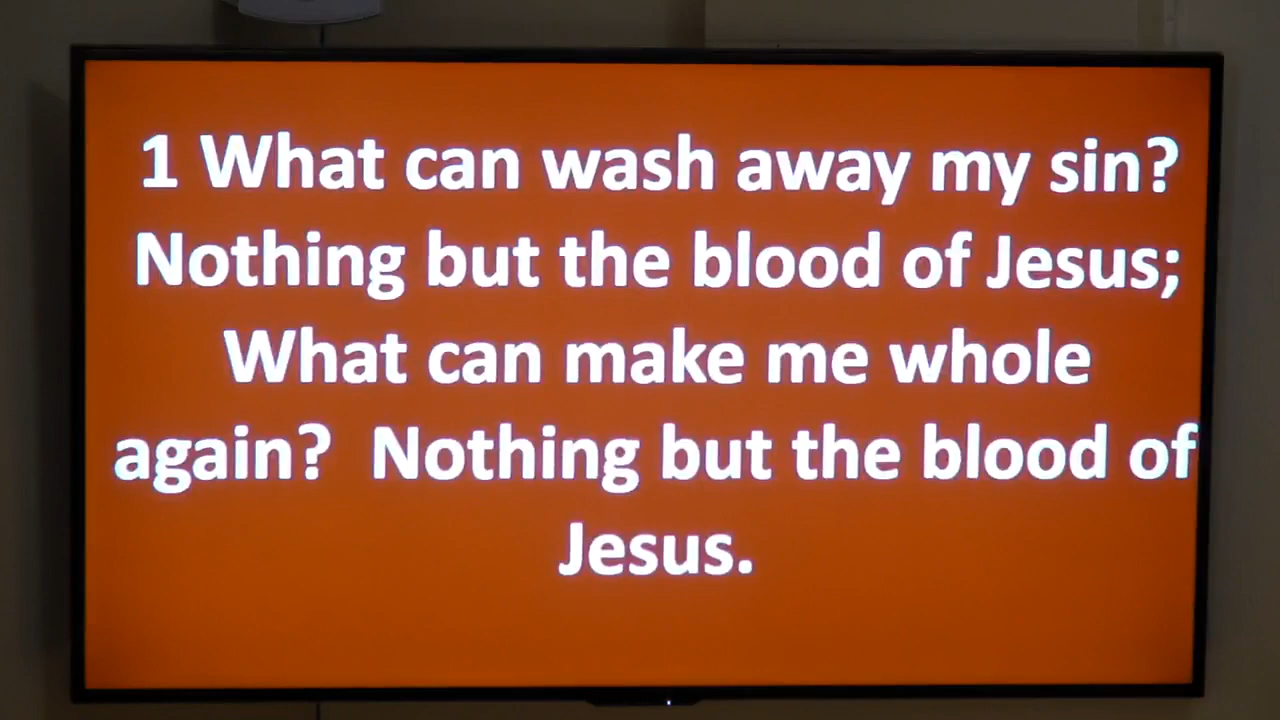 1 What can wash away my sin?
Nothing but the blood of Jesus;
What can make me whole
again?  Nothing but the blood of
Jesus.